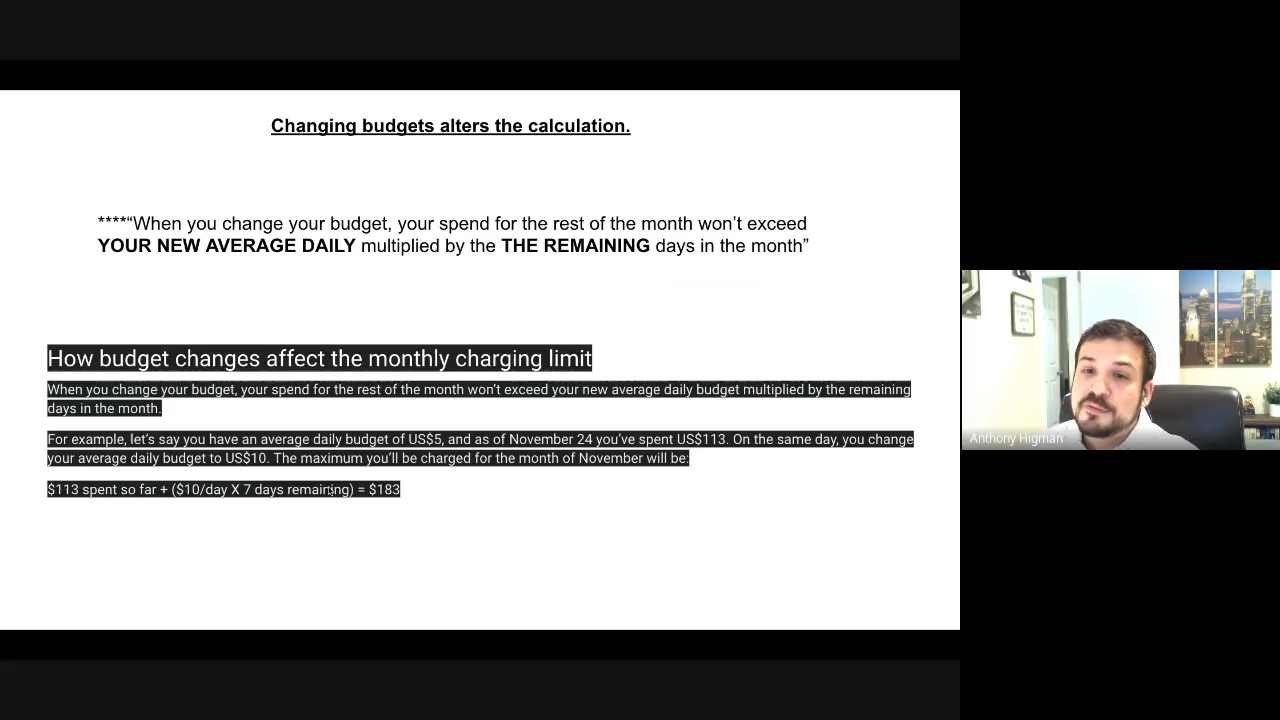 Changing budgets alters the calculation.
****“When you change your budget, your spend for the rest of the month won’t exceed
YOUR NEW AVERAGE DAILY multiplied by the THE REMAINING days in the month”
How budget changes affect the monthly charging limit
When you change your budget, your spend for the rest of the month won’t exceed your new average daily budget multiplied by the remaining
days in the month.
For example, let’s say you have an average daily budget of US$5, and as of November 24 you’ve spent US$113. On the same day, you change
your average daily budget to US$10. The maximum you’ll be charged for the month of November will be:
$113 spent so far + ($10/day X 7 days remaining) = $183
Anthony Higman